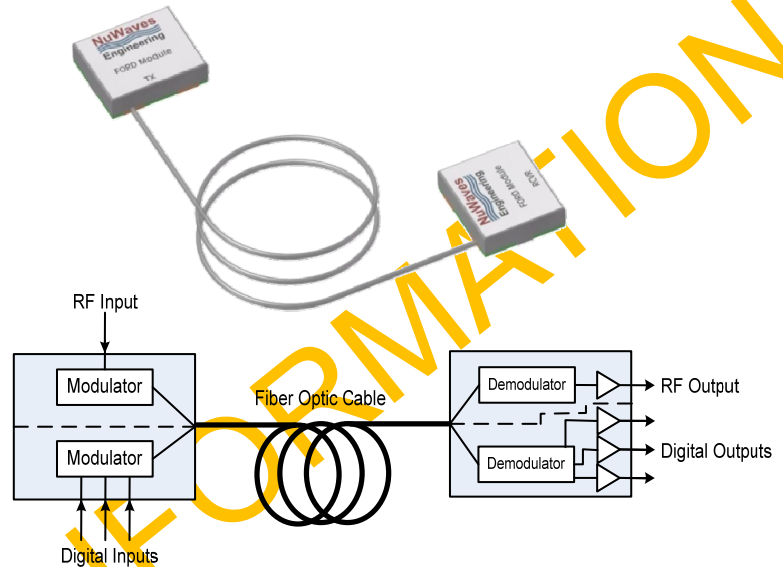 NuWaves
Engineering
FORD Module
TX
NuWaves
Engineering
FORD Module
RCVR
RF Input
Modulator
Fiber Optic Cable
Demodulator
RF Output
Modulator
Demodulator
Digital Outputs
Digital Inputs
FORMATION